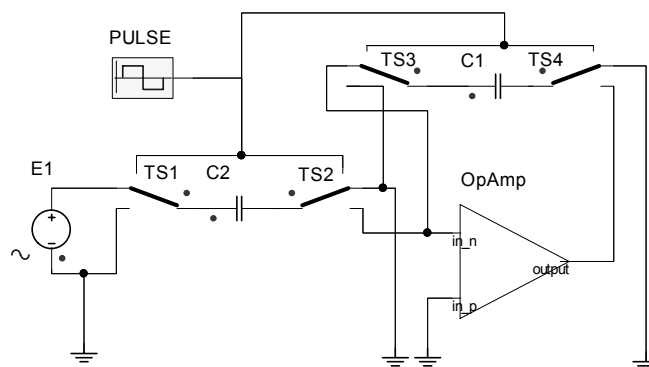 PULSE
TS3
C1
TS4
E1
TS1
C2
TS2
OpAmp
+
−
in_n
output
in_p